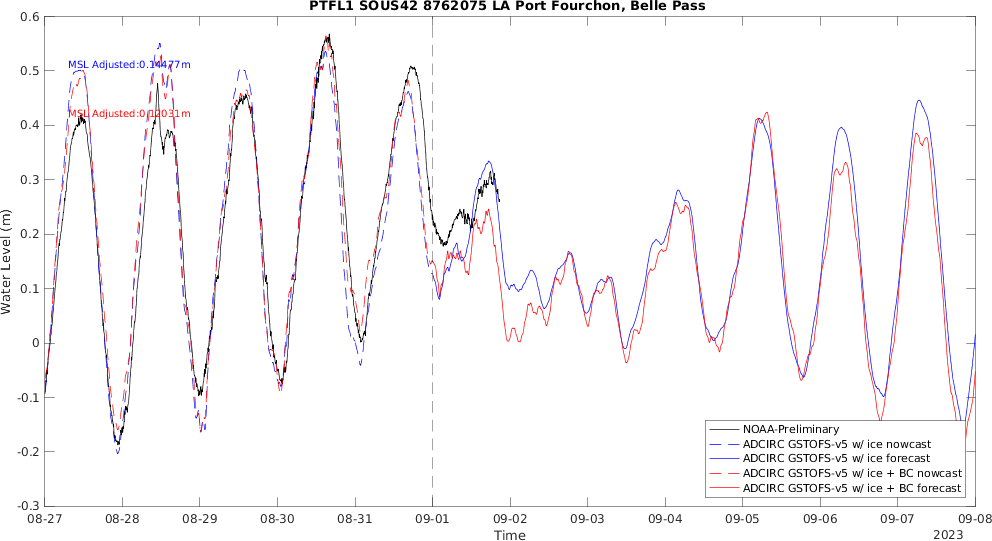 PTFL1 SOUS42 8762075 LA Port Fourchon, Belle Pass
0.6
0.5
0.4
0.3
0.2
0.1
0
-0.1
-0.2
-0.3
Water Level (m)
MSL Adjusted:0.14477m
MSL Adjusted:0.12031m
NOAA-Preliminary
ADCIRC GSTOFS-v5 w/ ice nowcast
ADCIRC GSTOFS-v5 w/ ice forecast
ADCIRC GSTOFS-v5 w/ ice + BC nowcast
ADCIRC GSTOFS-v5 w/ ice + BC forecast
08-27 08-28 08-29 08-30 08-31 09-01 09-02 09-03 09-04 09-05 09-06 09-07 09-08
Time
2023